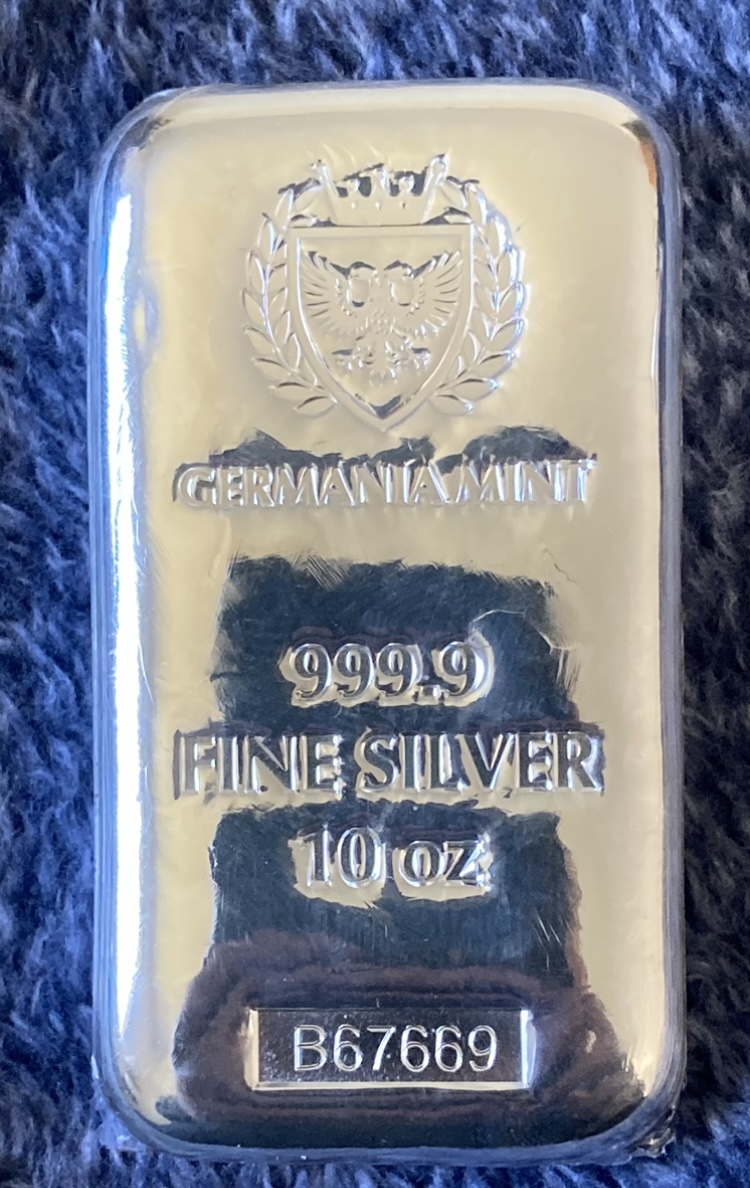 GERMANIA MINT
999.9
FINE SILVER
10 oz
B67669